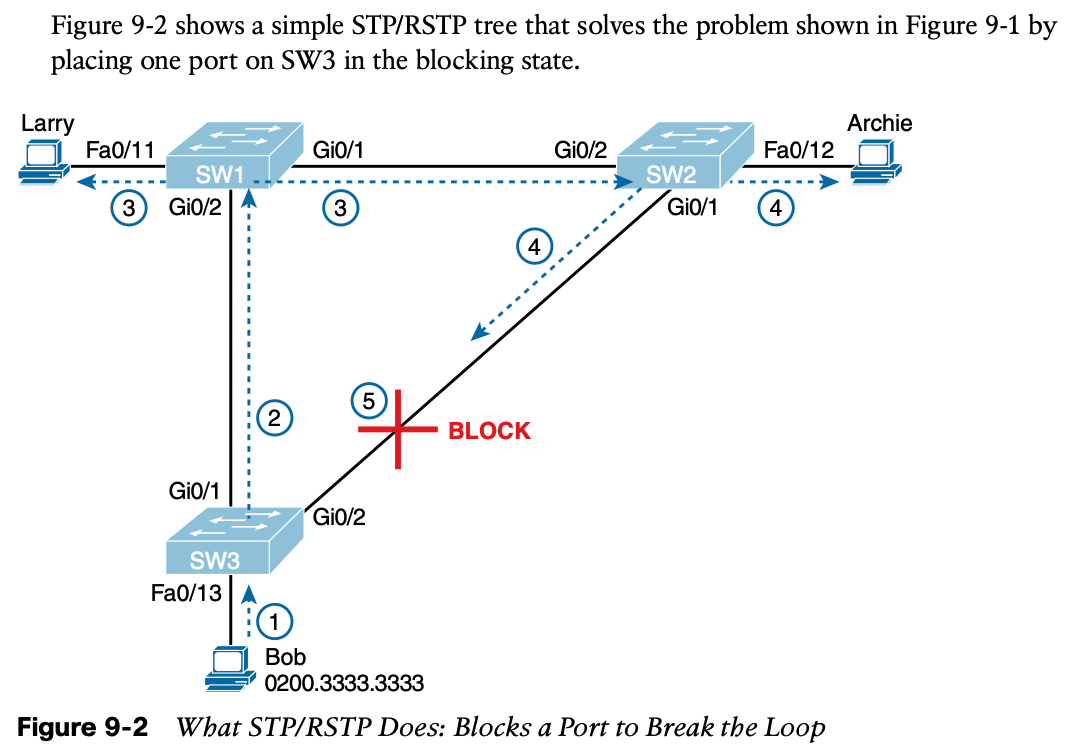 Figure 9-2 shows a simple STP/RSTP tree that solves the problem shown in Figure 9-1 by
placing one port on SW3 in the blocking state.
Larry
Archie
Fa0/11
Gi0/1
Gi0/2
Fa0/12
SW1
SW2
3
Gi0/2
3
Gi0/1
4
4
5
BLOCK
2
Gi0/1
Gi0/2
SW3
Fa0/13
1
Bob
0200.3333.3333
Figure 9-2 What STP/RSTP Does: Blocks a Port to Break the Loop